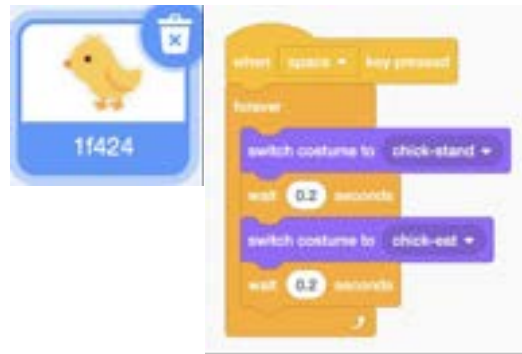 1f424
when space key pressed
forever
switch costume to chick-stand
wait 0.2 seconds
switch costume to chick-eat
wait 0.2 seconds